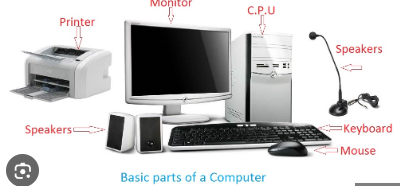 Monitor
C.P.U
Printer
Speakers
Speakers
Keyboard
Mouse
Basic parts of a Computer